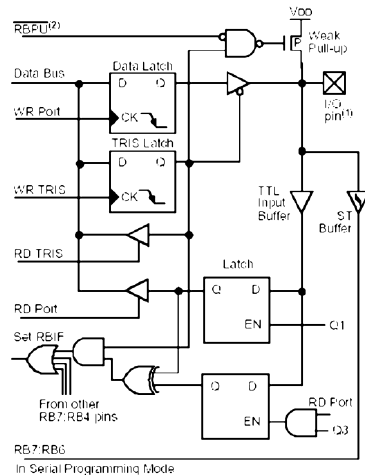 RBPU(2)
VDD
Weak
Pull-up
P
Data Bus
Data Latch
D Q
WR Port
CK
I/O
pin(1)
TRIS Latch
D Q
WR TRIS
CK
TTL
Input
Buffer
ST
Buffer
RD TRIS
Latch
Q D
RD Port
EN
Q1
Set RBIF
Q D
RD Port
From other
RB7:RB4 pins
EN
Q3
RB7:RB6
In Serial Programming Mode